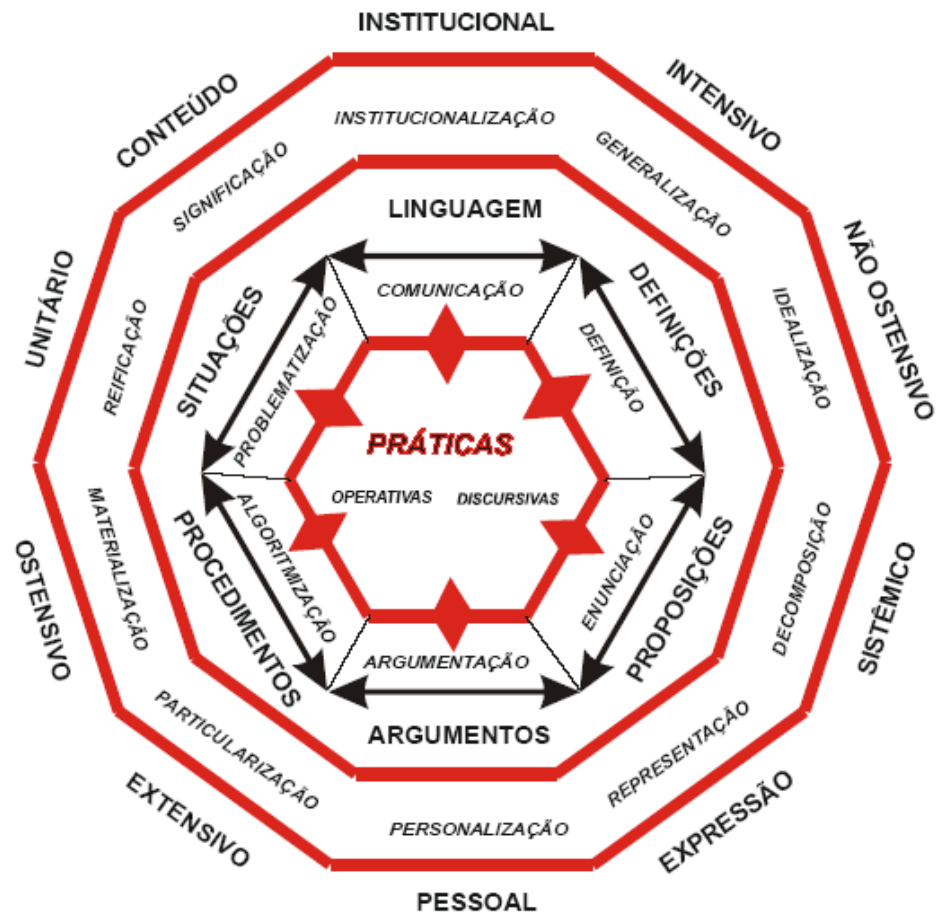 INSTITUCIONAL
CONTEÚDO
INTENSIVO
INSTITUCIONALIZAÇÃO
SIGNIFICAÇÃO
GENERALIZAÇÃO
LINGUAGEM
UNITÁRIO
NÃO OSTENSIVO
REIFICAÇÃO
SITUAÇÕES
COMUNICAÇÃO
DEFINIÇÕES
IDEALIZAÇÃO
PROBLEMATIZAÇÃO
DEFINIÇÃO
PRÁTICAS
OPERATIVAS DISCURSIVAS
OSTENSIVO
MATERIALIZAÇÃO
PROCEDIMENTOS
ALGORITMIZAÇÃO
ENUNCIAÇÃO
PROPOSIÇÕES
DECOMPOSIÇÃO
SISTÊMICO
ARGUMENTAÇÃO
ARGUMENTOS
PARTICULARIZAÇÃO
REPRESENTAÇÃO
EXTENSIVO
PERSONALIZAÇÃO
EXPRESSÃO
PESSOAL